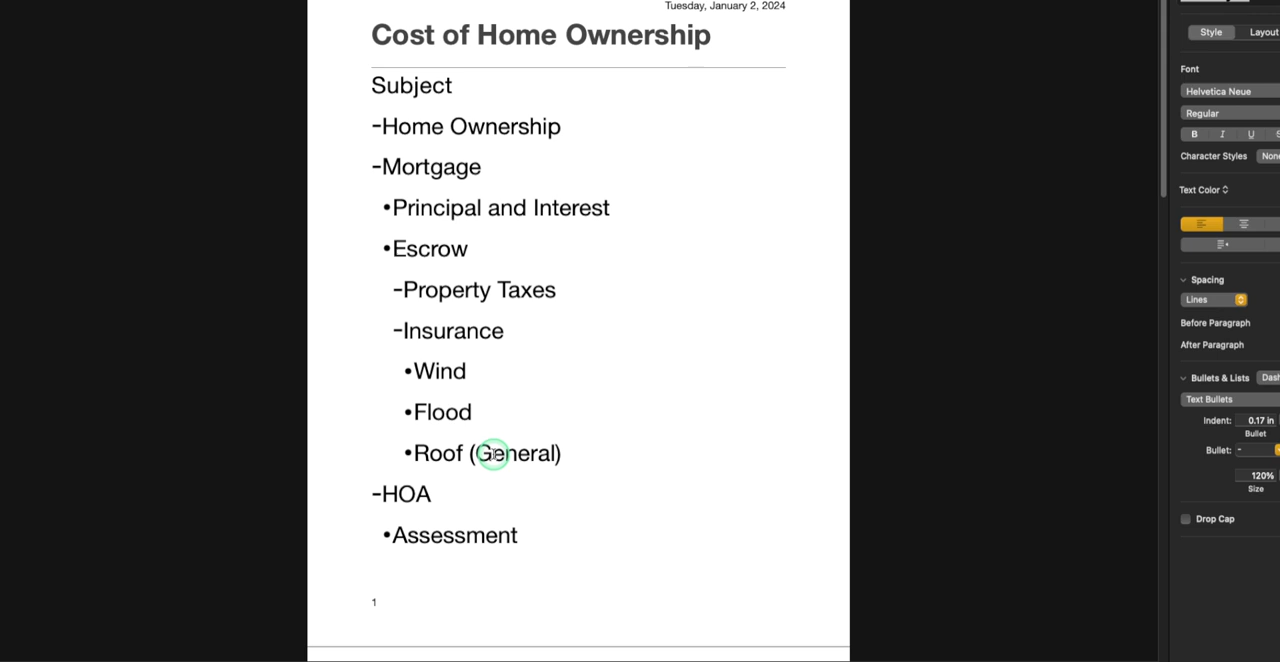 Tuesday, January 2, 2024
Style Layout
Cost of Home Ownership
Font
Subject
Helvetica Neue
Regular
-Home Ownership
B I U
Character Styles
-Mortgage
Text Color
•Principal and Interest
•Escrow
Spacing
-Property Taxes
Lines
Before Paragraph
-Insurance
After Paragraph
•Wind
Bullets & Lists
Text Bullets
•Flood
Indent: 0.17 in
Bullet
•Roof (General)
Bullet: -
120%
Size
-HOA
Drop Cap
•Assessment
1